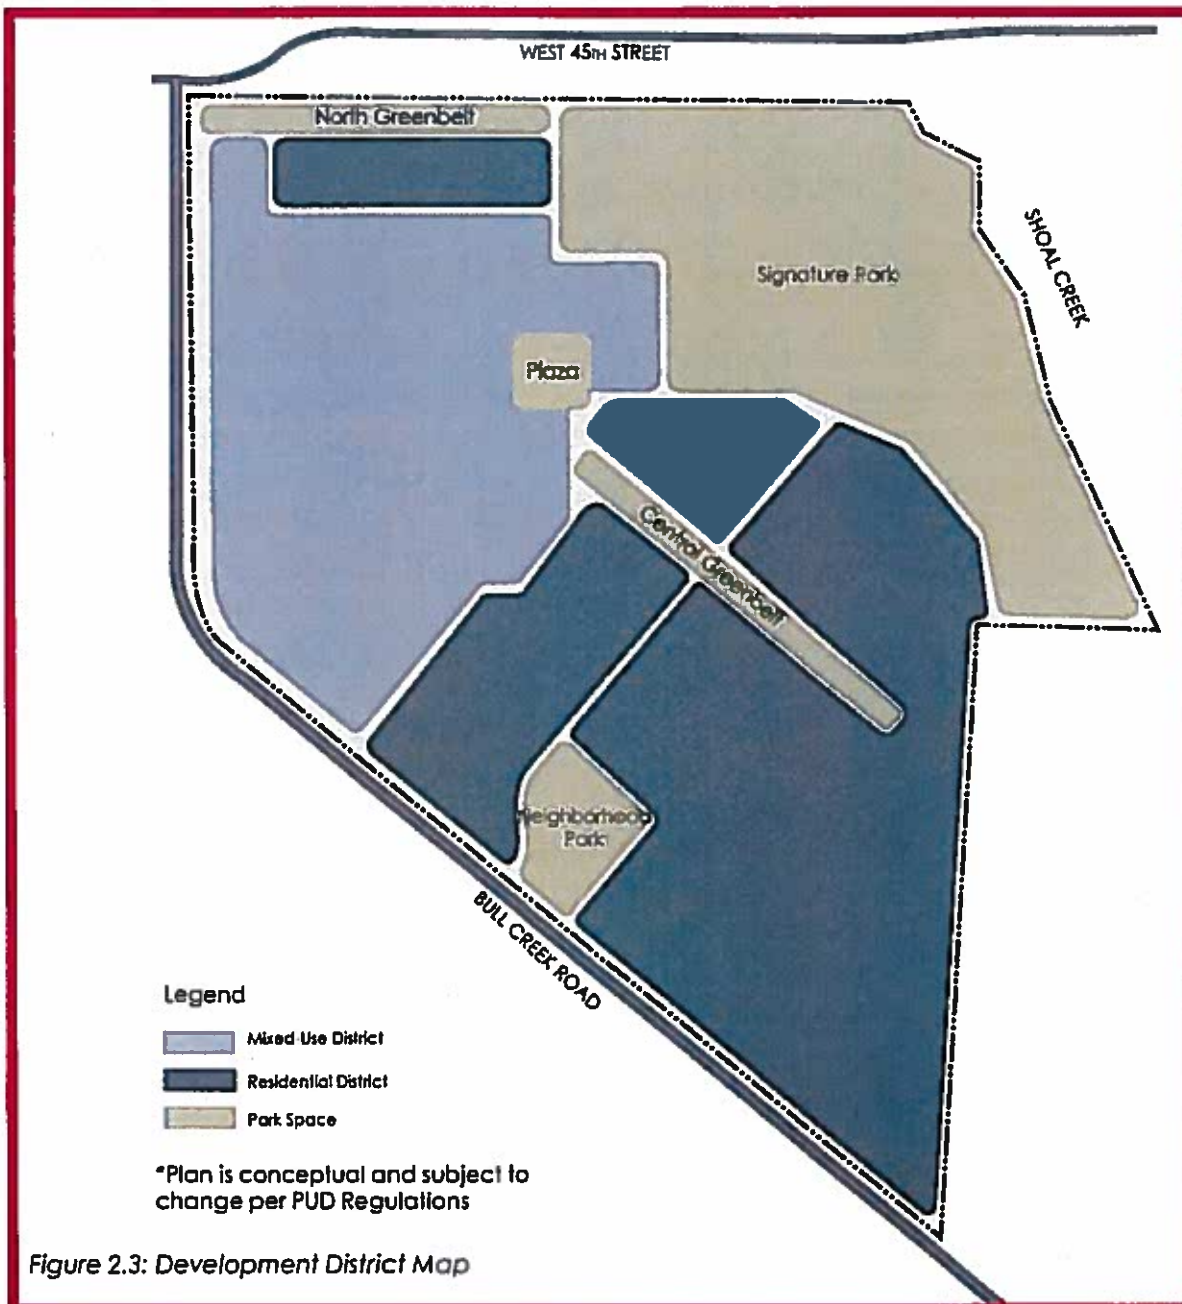 WEST 45TH STREET
North Greenbelt
SHOAL CREEK
Signature Park
Plaza
Central Greenbelt
Neighborhood
Park
BULL CREEK ROAD
Legend
Mixed-Use District
Residential District
Park Space
*Plan is conceptual and subject to
change per PUD Regulations
Figure 2.3: Development District Map